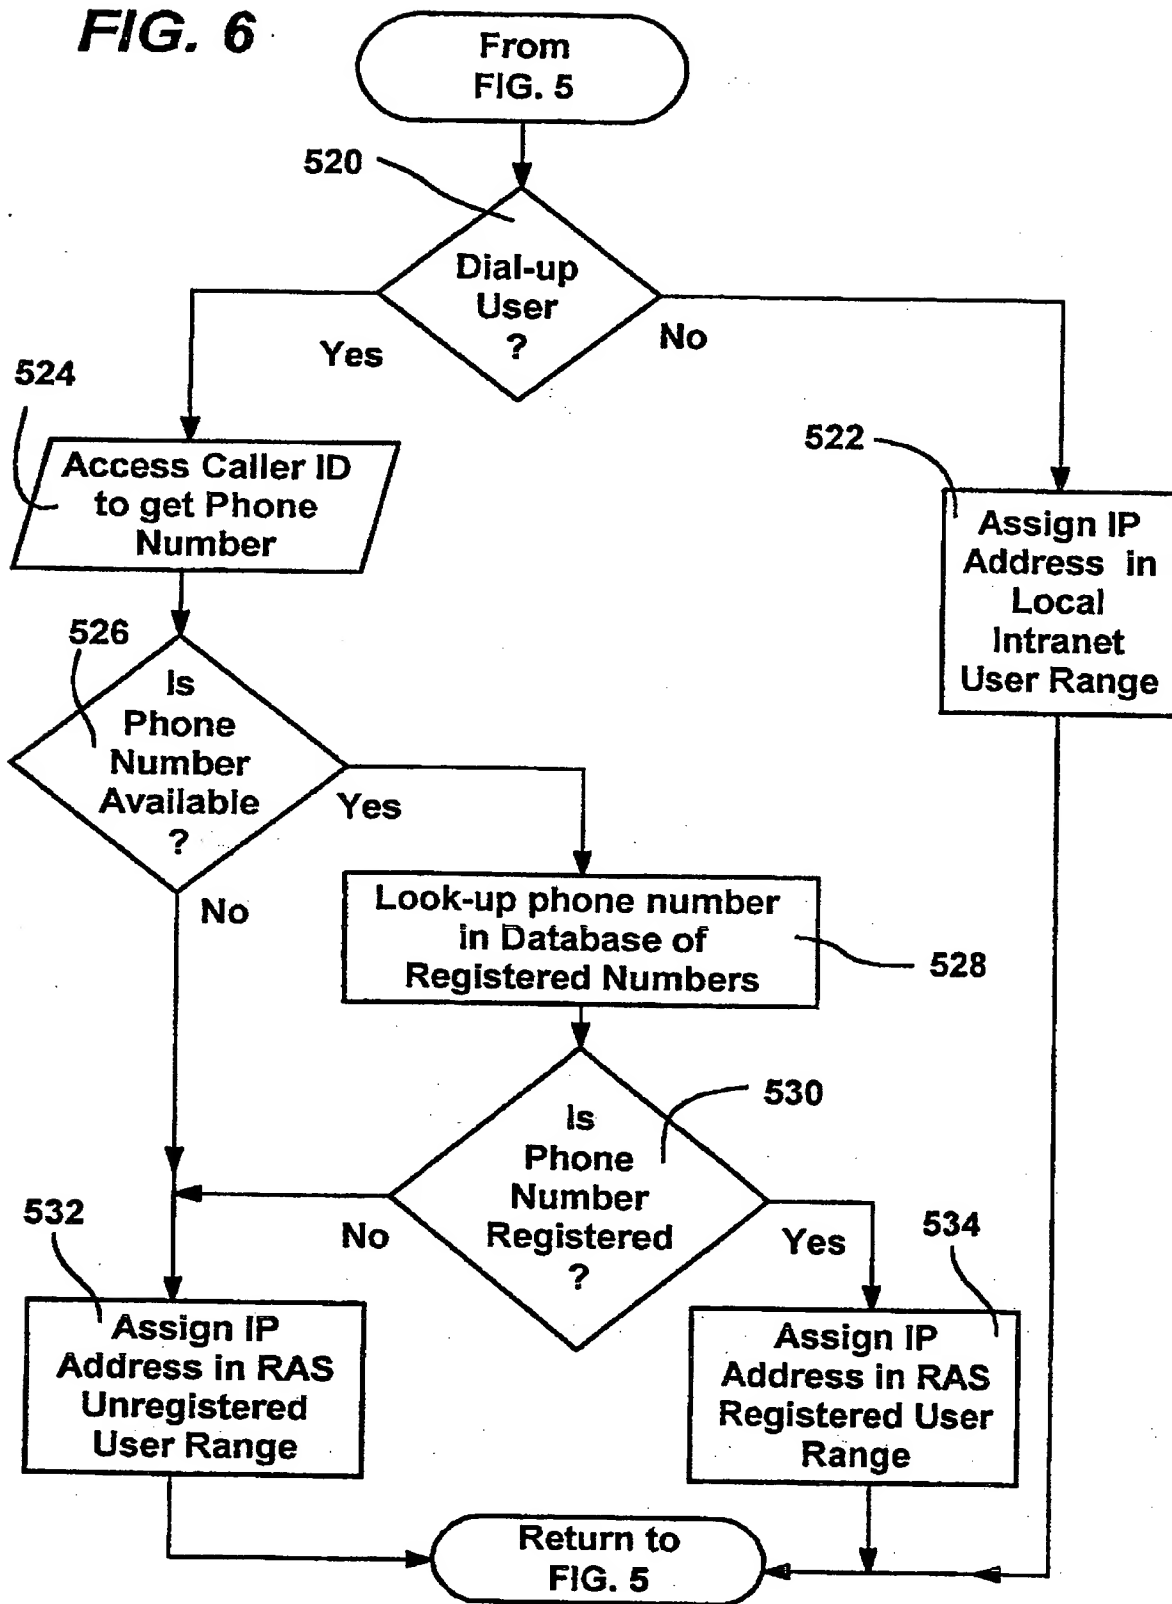 FIG. 6
From
FIG. 5
520
Dial-up
User
?
Yes
No
524
Access Caller ID
to get Phone
Number
522
Assign IP
Address in
Local
Intranet
User Range
526
Is
Phone
Number
Available
?
Yes
No
Look-up phone number
in Database of
Registered Numbers
528
530
Is
Phone
Number
Registered
?
No
Yes
532
Assign IP
Address in RAS
Unregistered
User Range
534
Assign IP
Address in RAS
Registered User
Range
Return to
FIG. 5